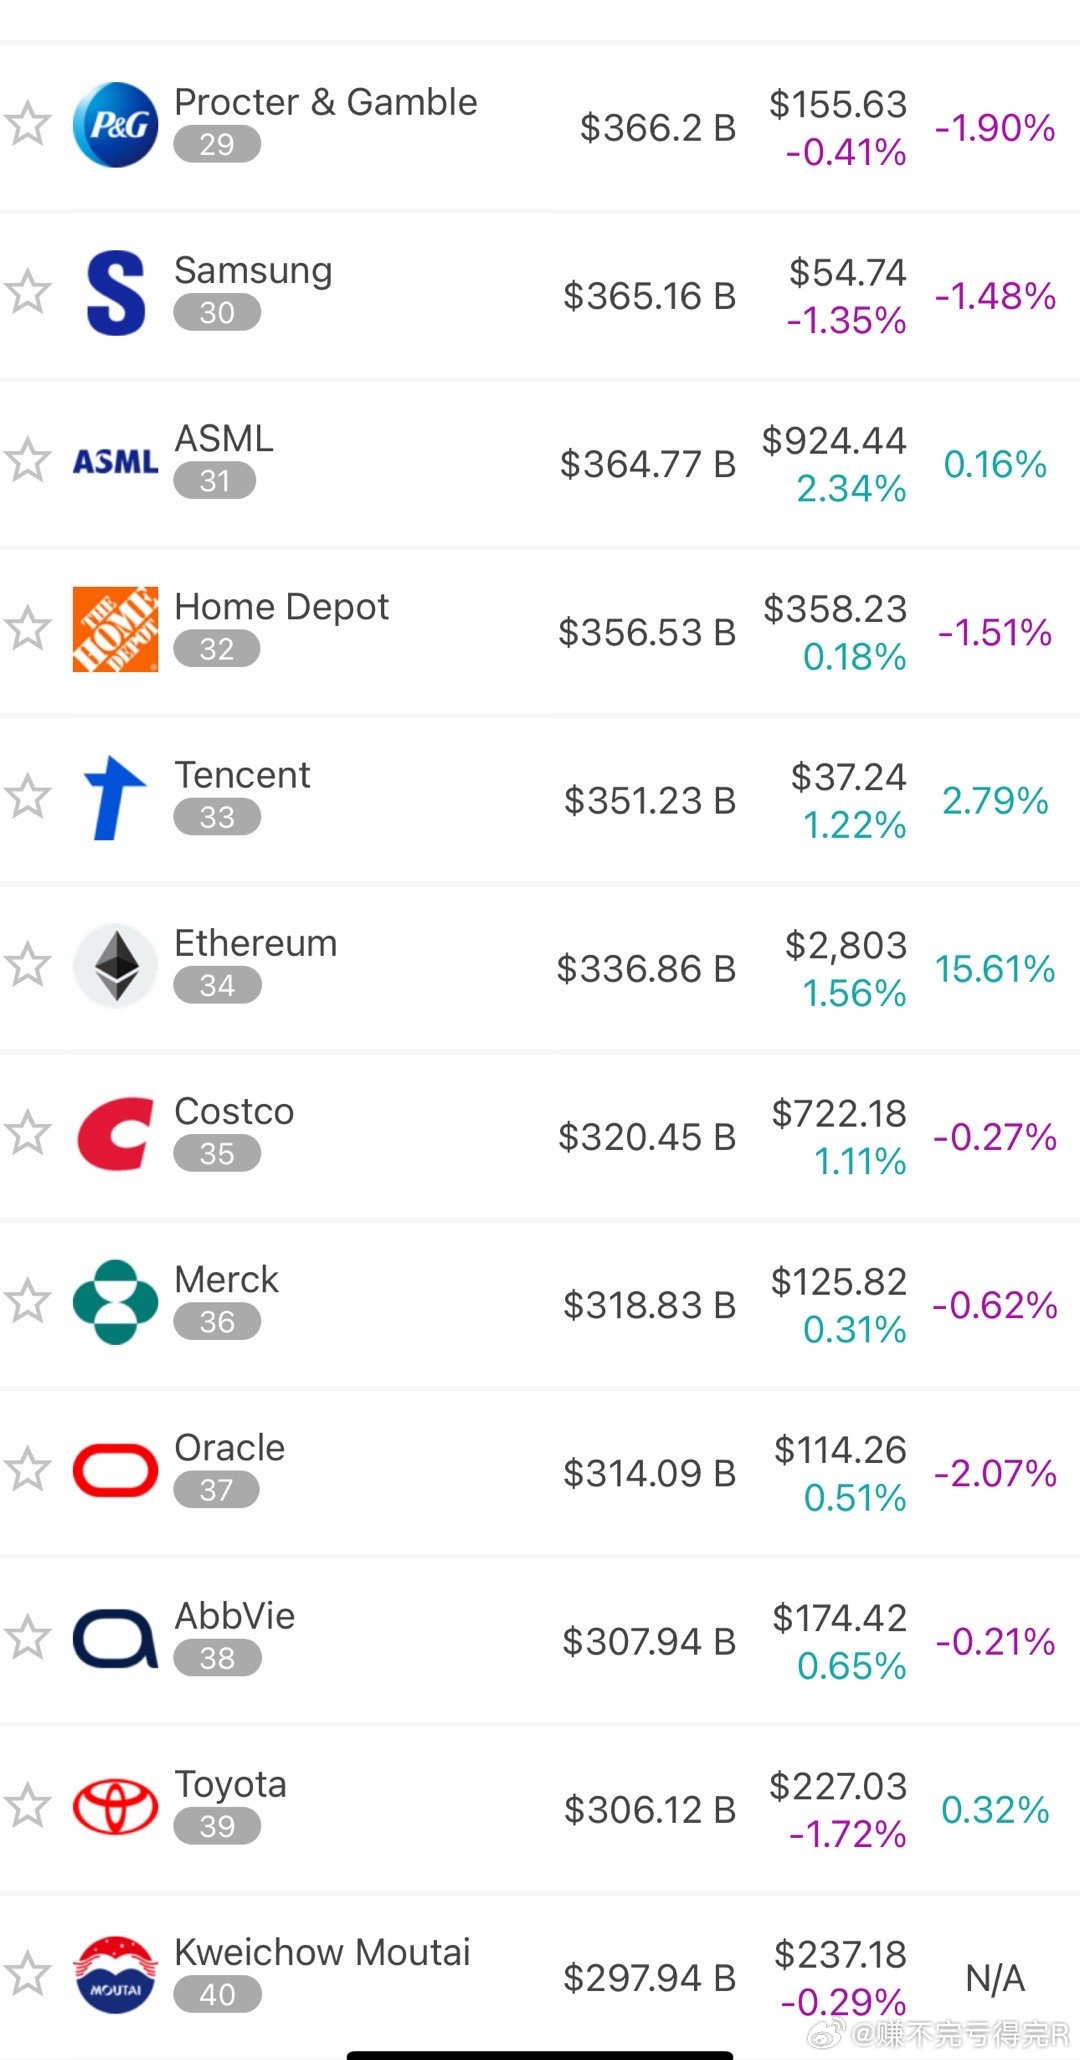 P&G
Procter & Gamble
29
$366.2 B
$155.63
-0.41%
-1.90%
S
Samsung
30
$365.16 B
$54.74
-1.35%
-1.48%
ASML
ASML
31
$364.77 B
$924.44
2.34%
0.16%
THE
HOME
DEPOT
Home Depot
32
$356.53 B
$358.23
0.18%
-1.51%
Tencent
33
$351.23 B
$37.24
1.22%
2.79%
Ethereum
34
$336.86 B
$2,803
1.56%
15.61%
Costco
35
$320.45 B
$722.18
1.11%
-0.27%
Merck
36
$318.83 B
$125.82
0.31%
-0.62%
Oracle
37
$314.09 B
$114.26
0.51%
-2.07%
AbbVie
38
$307.94 B
$174.42
0.65%
-0.21%
Toyota
39
$306.12 B
$227.03
-1.72%
0.32%
MOUTAI
Kweichow Moutai
40
$297.94 B
$237.18
-0.29%
N/A
@赚不完亏得完R